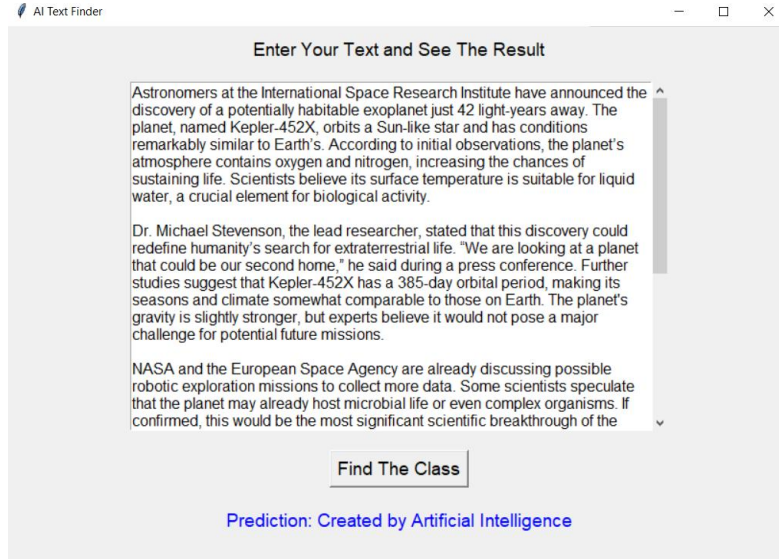 AI Text Finder
Enter Your Text and See The Result
Astronomers at the International Space Research Institute have announced the
discovery of a potentially habitable exoplanet just 42 light-years away. The
planet, named Kepler-452X, orbits a Sun-like star and has conditions
remarkably similar to Earth's. According to initial observations, the planet’s
atmosphere contains oxygen and nitrogen, increasing the chances of
sustaining life. Scientists believe its surface temperature is suitable for liquid
water, a crucial element for biological activity.
Dr. Michael Stevenson, the lead researcher, stated that this discovery could
redefine humanity’s search for extraterrestrial life. “We are looking at a planet
that could be our second home,” he said during a press conference. Further
studies suggest that Kepler-452X has a 385-day orbital period, making its
seasons and climate somewhat comparable to those on Earth. The planet's
gravity is slightly stronger, but experts believe it would not pose a major
challenge for potential future missions.
NASA and the European Space Agency are already discussing possible
robotic exploration missions to collect more data. Some scientists speculate
that the planet may already host microbial life or even complex organisms. If
confirmed, this would be the most significant scientific breakthrough of the
Find The Class
Prediction: Created by Artificial Intelligence